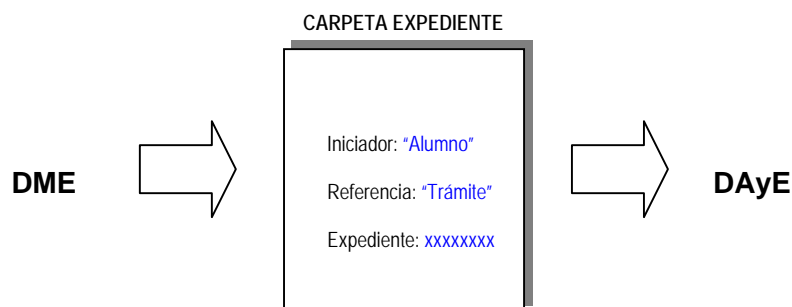 CARPETA EXPEDIENTE
Iniciador: “Alumno”
DME
Referencia: “Trámite”
DAyE
Expediente: xxxxxxxx